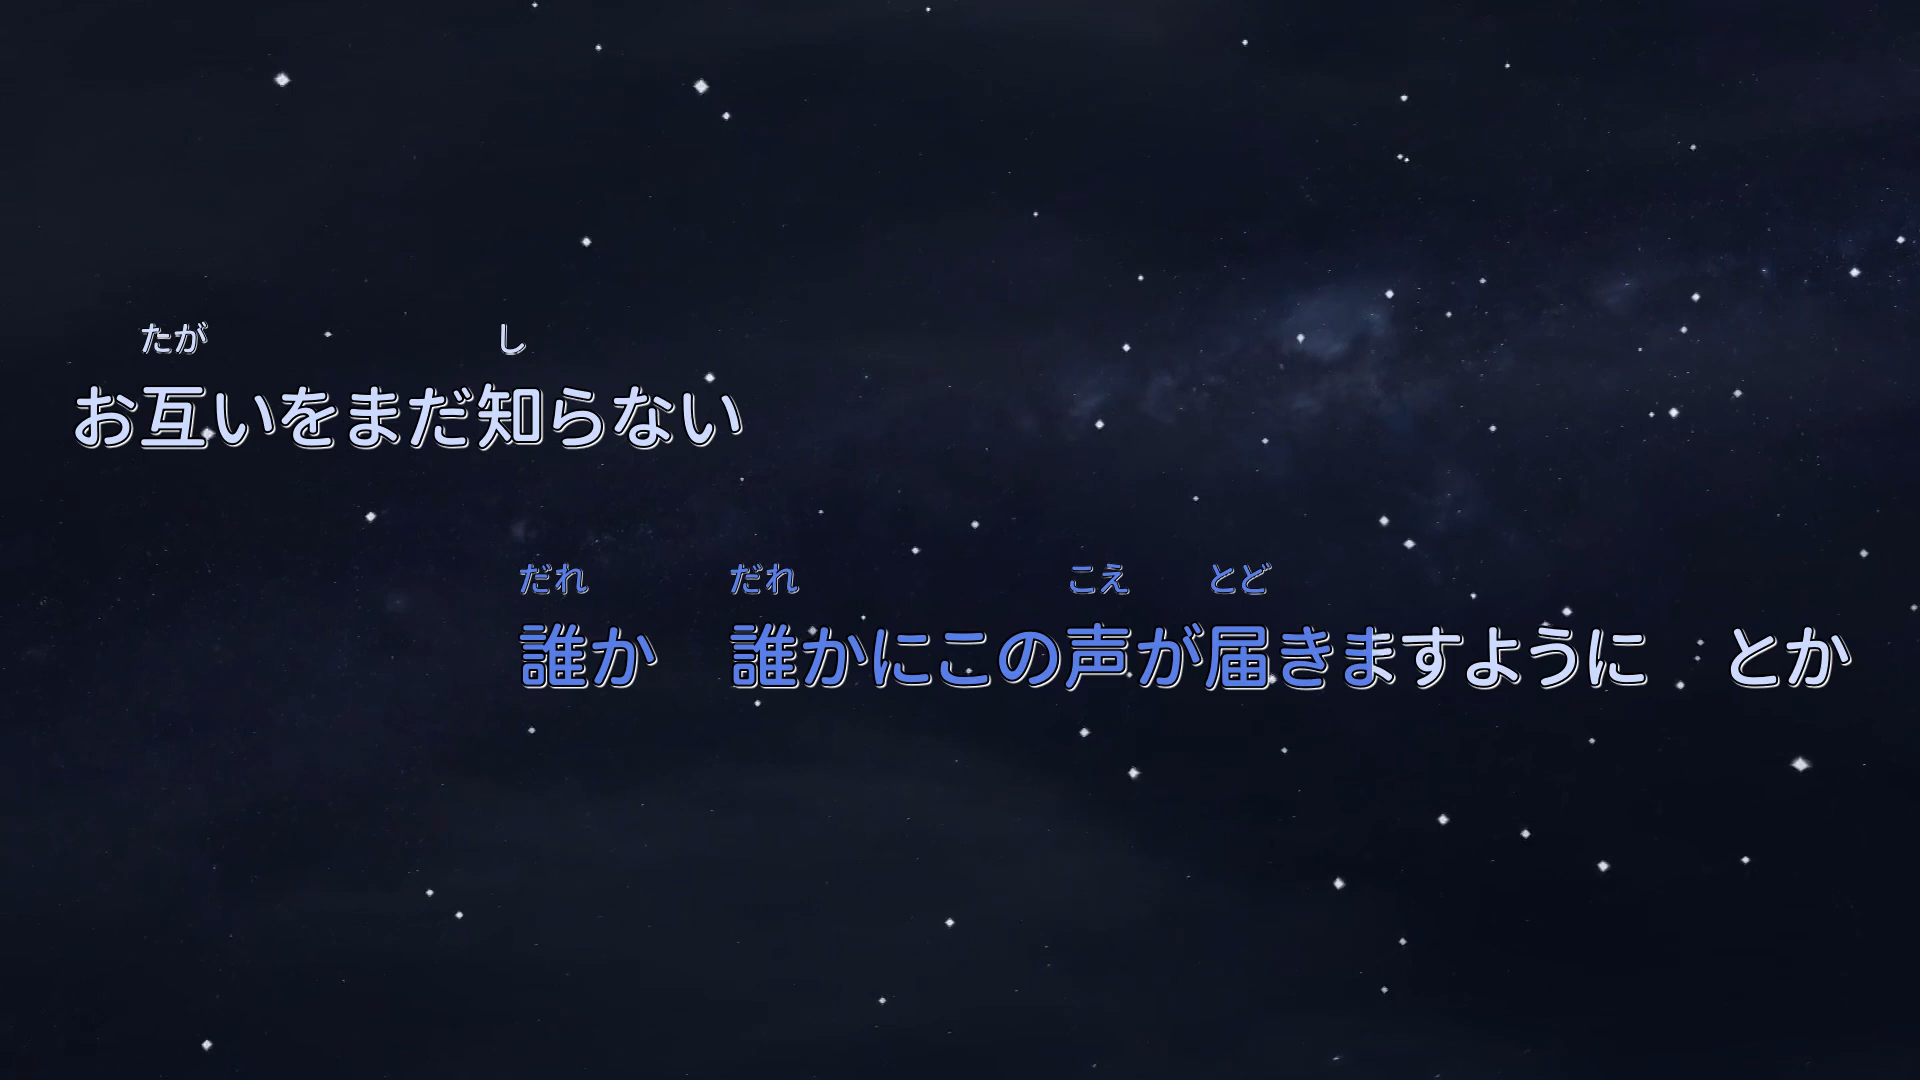 たが し
お互いをまだ知らない
だれ だれ こえ とど
誰か　誰かにこの声が届きますように　とか